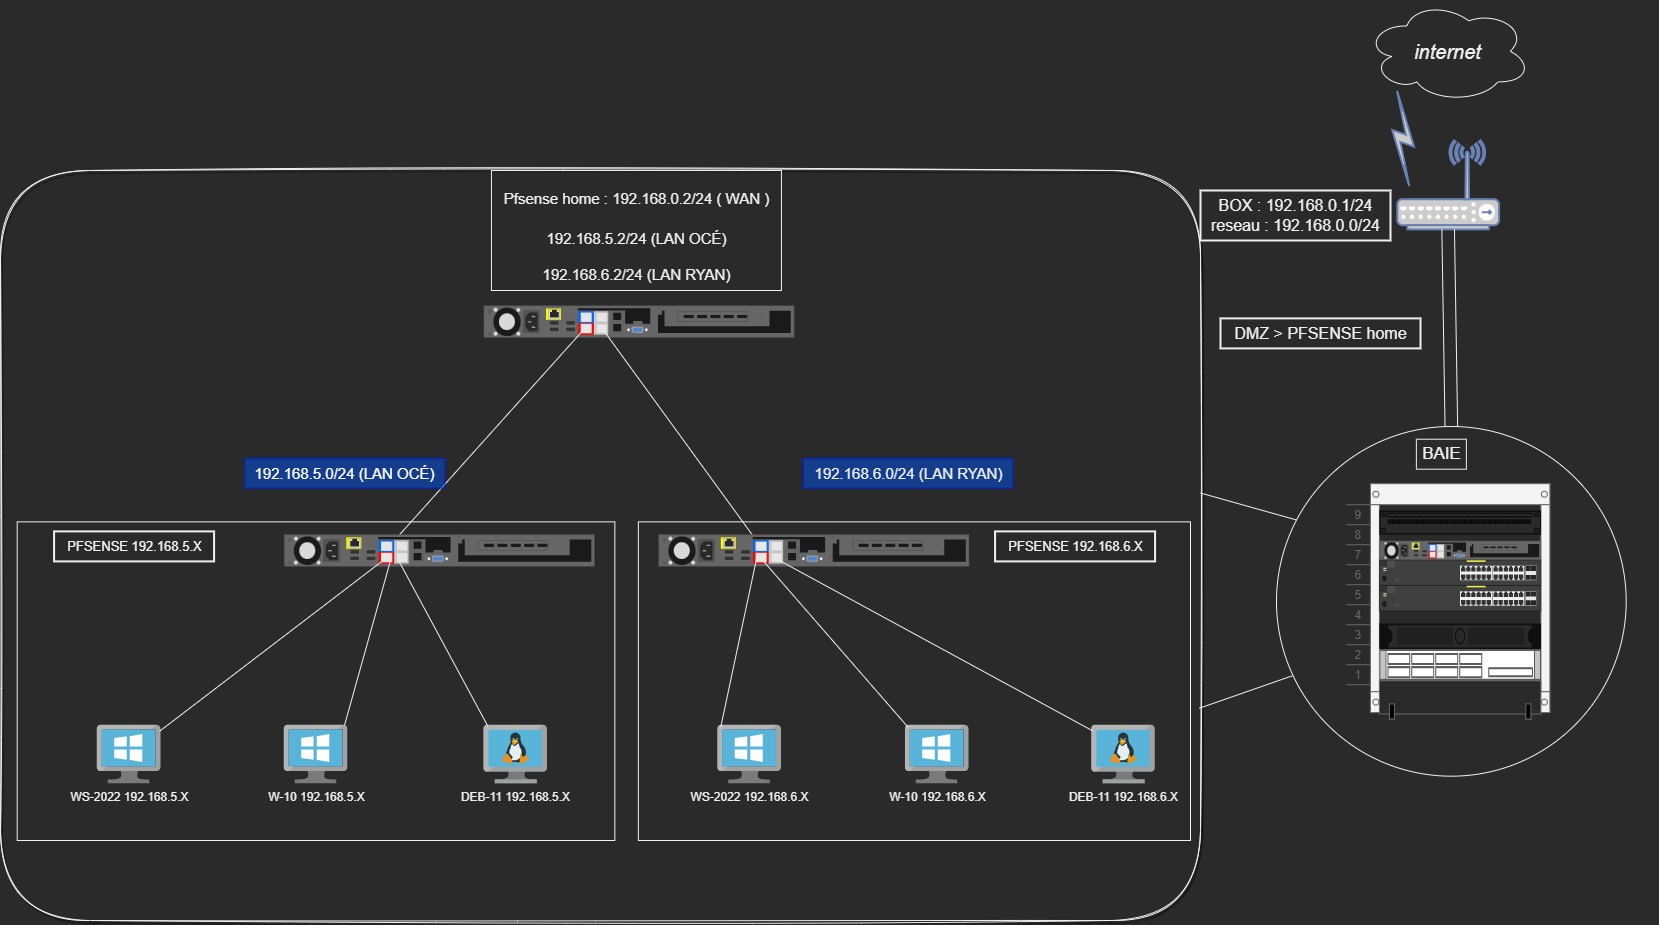 internet
Pfsense home : 192.168.0.2/24 ( WAN )
192.168.5.2/24 (LAN OCÉ)
192.168.6.2/24 (LAN RYAN)
BOX : 192.168.0.1/24
reseau : 192.168.0.0/24
DMZ > PFSENSE home
BAIE
192.168.5.0/24 (LAN OCÉ)
192.168.6.0/24 (LAN RYAN)
PFSENSE 192.168.5.X
PFSENSE 192.168.6.X
9
8
7
6
5
4
3
2
1
WS-2022 192.168.5.X
W-10 192.168.5.X
DEB-11 192.168.5.X
WS-2022 192.168.6.X
W-10 192.168.6.X
DEB-11 192.168.6.X